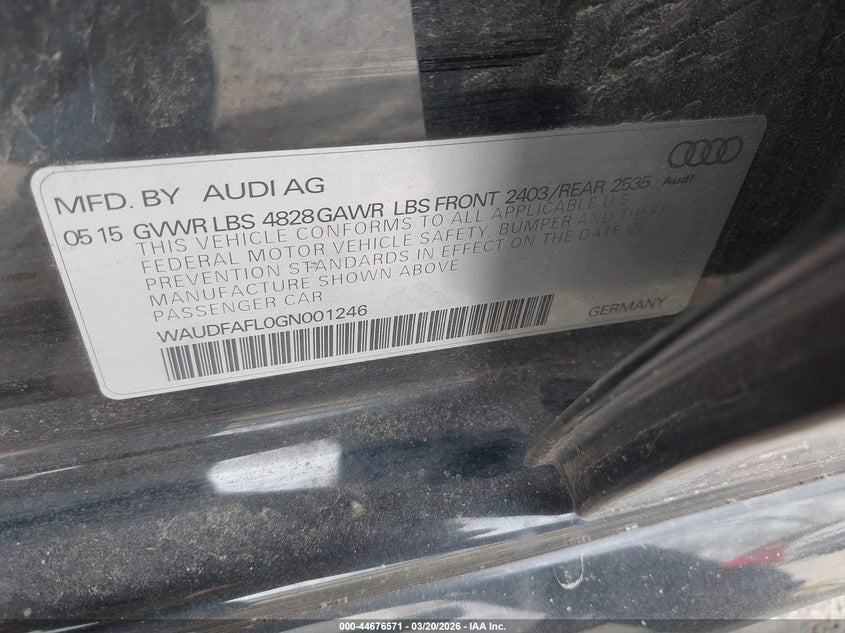 MFD. BY AUDI AG
05 15 GVWR LBS 4828 GAWR LBS FRONT 2403/REAR 2535
THIS VEHICLE CONFORMS TO ALL APPLICABLE U.S.
FEDERAL MOTOR VEHICLE SAFETY, BUMPER AND THEFT
PREVENTION STANDARDS IN EFFECT ON THE DATE OF
MANUFACTURE SHOWN ABOVE
PASSENGER CAR
WAUDFAFL0GN001246
GERMANY
Audi
000-44676571 | 03/20/2026 - IAA Inc.